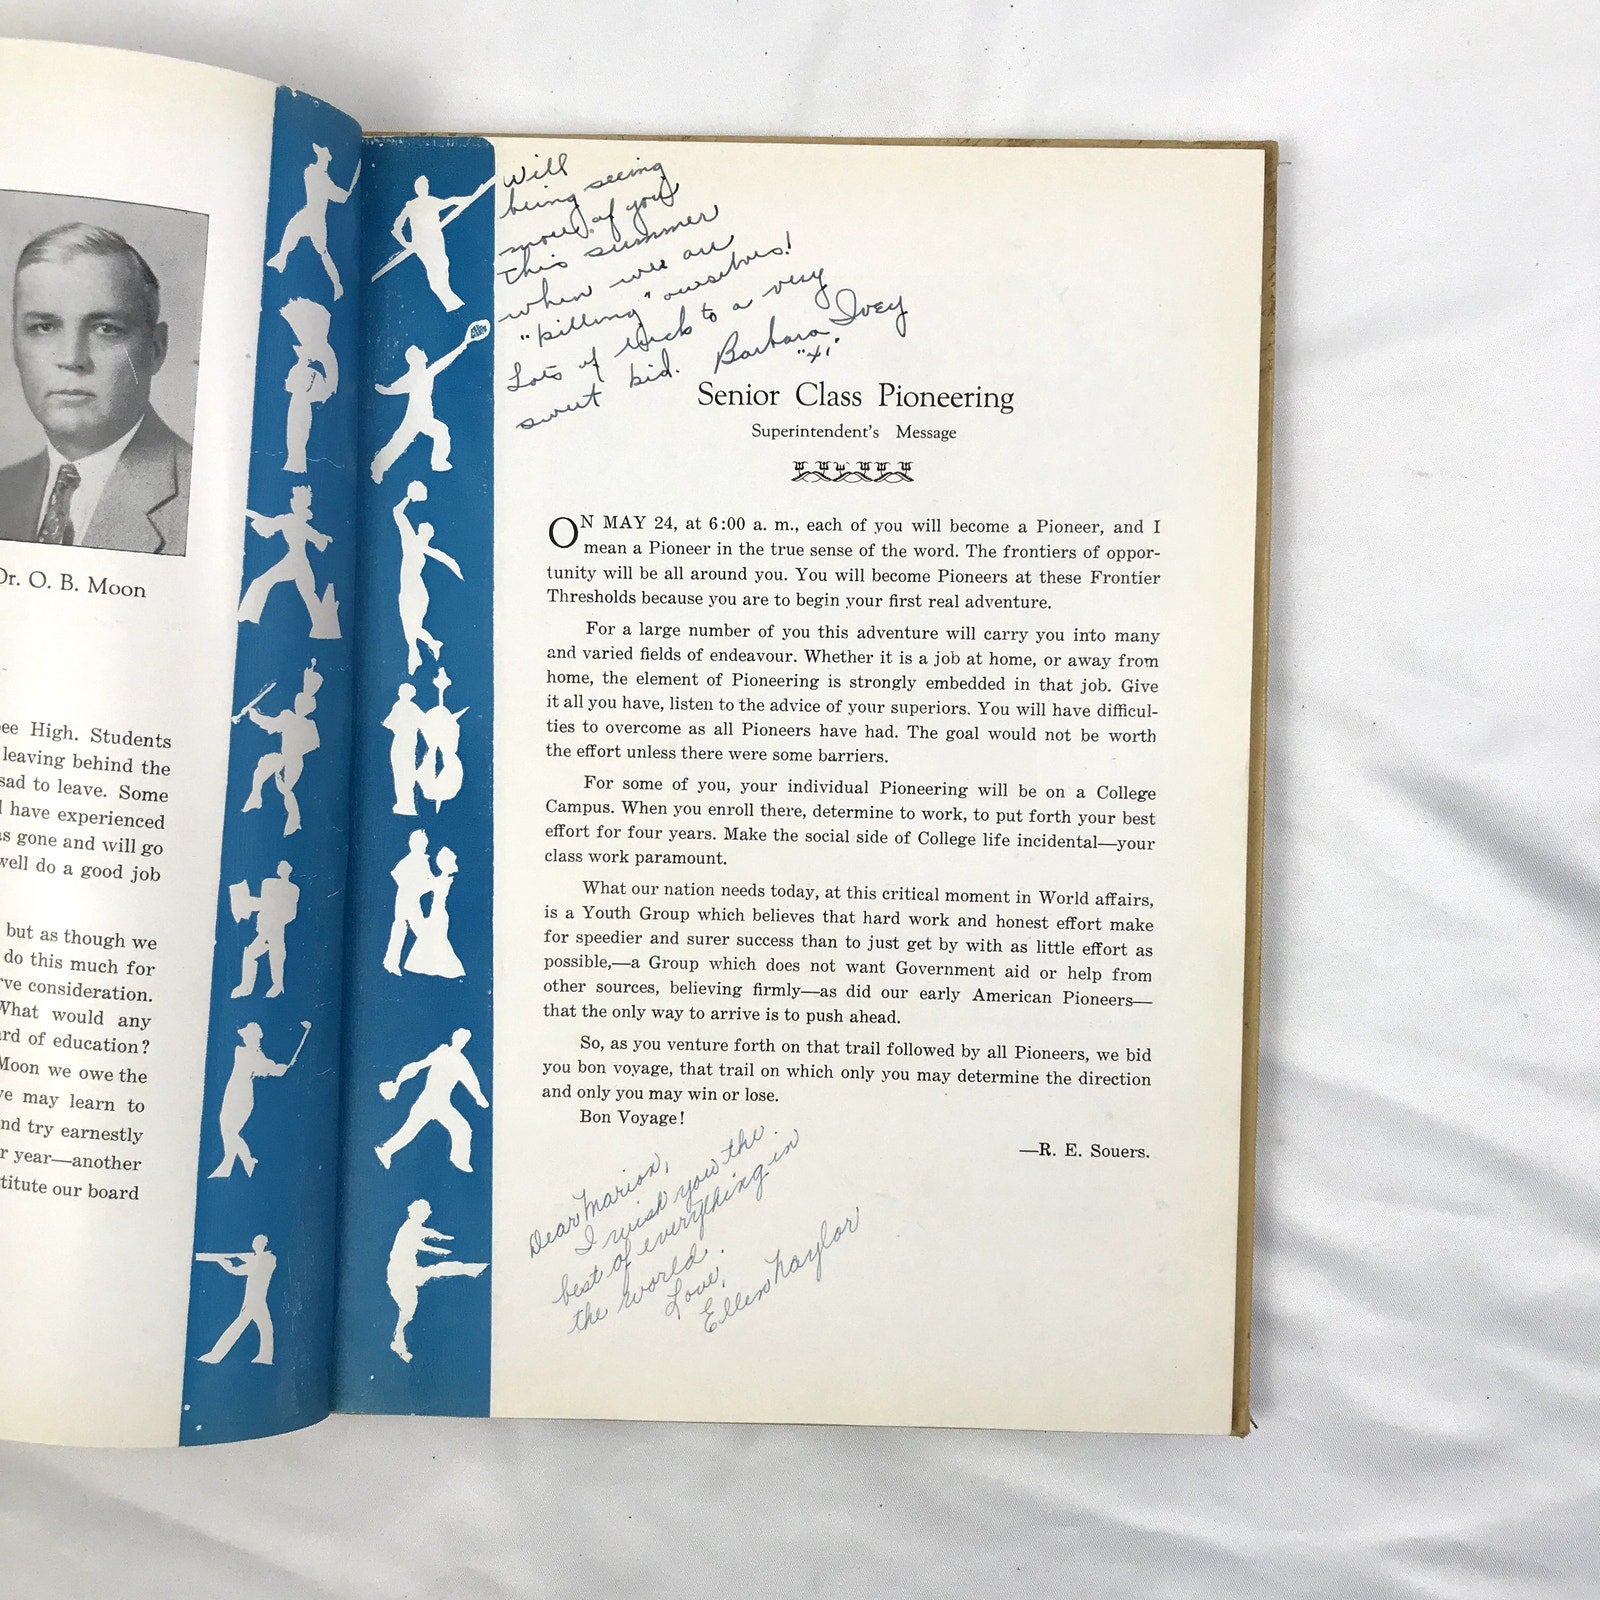 Dr. O. B. Moon
ee High. Students
leaving behind the
sad to leave. Some
have experienced
as gone and will go
well do a good job
but as though we
do this much for
rve consideration.
What would any
rd of education?
Moon we owe the
ve may learn to
nd try earnestly
r year—another
titute our board
Will
being seeing
more of you
this summer
when we are
"killing" ourselves!
Lots of luck to a very
sweet kid. Barbara Ivey
"XI"
Senior Class Pioneering
Superintendent's Message
ON MAY 24, at 6:00 a. m., each of you will become a Pioneer, and I
mean a Pioneer in the true sense of the word. The frontiers of oppor-
tunity will be all around you. You will become Pioneers at these Frontier
Thresholds because you are to begin your first real adventure.
For a large number of you this adventure will carry you into many
and varied fields of endeavour. Whether it is a job at home, or away from
home, the element of Pioneering is strongly embedded in that job. Give
it all you have, listen to the advice of your superiors. You will have difficul-
ties to overcome as all Pioneers have had. The goal would not be worth
the effort unless there were some barriers.
For some of you, your individual Pioneering will be on a College
Campus. When you enroll there, determine to work, to put forth your best
effort for four years. Make the social side of College life incidental—your
class work paramount.
What our nation needs today, at this critical moment in World affairs,
is a Youth Group which believes that hard work and honest effort make
for speedier and surer success than to just get by with as little effort as
possible,—a Group which does not want Government aid or help from
other sources, believing firmly—as did our early American Pioneers—
that the only way to arrive is to push ahead.
So, as you venture forth on that trail followed by all Pioneers, we bid
you bon voyage, that trail on which only you may determine the direction
and only you may win or lose.
Bon Voyage!
—R. E. Souers.
Dear Marion,
I wish you the
best of everything in
the world.
Love,
Ellen Naylor